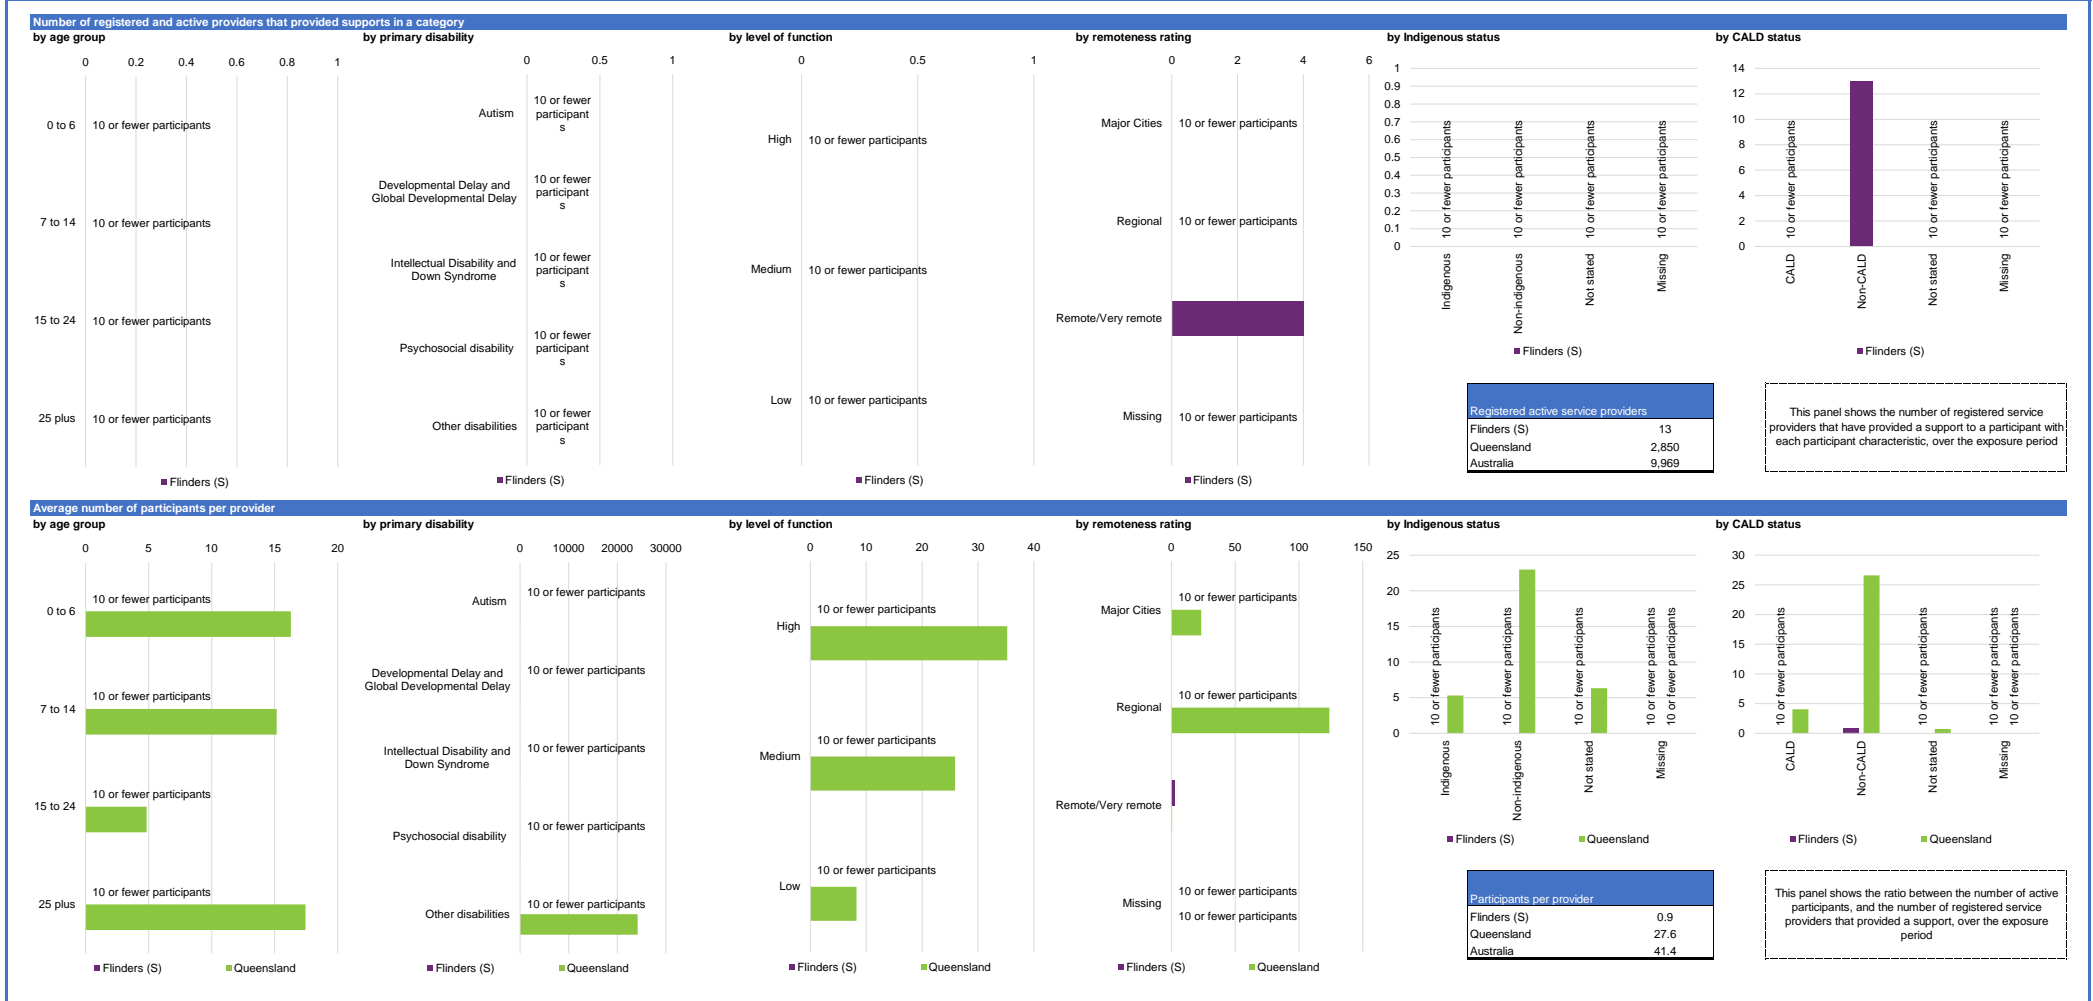 Number of registered and active providers that provided supports in a category
by age group
0 0.2 0.4 0.6 0.8 1
0 to 6 10 or fewer participants
7 to 14 10 or fewer participants
15 to 24 10 or fewer participants
25 plus 10 or fewer participants
Flinders (S)
by primary disability
0 0.5 1
Autism
10 or fewer
participant
s
Developmental Delay and
Global Developmental Delay
10 or fewer
participant
s
Intellectual Disability and
Down Syndrome
10 or fewer
participant
s
Psychosocial disability
10 or fewer
participant
s
Other disabilities
10 or fewer
participant
s
Flinders (S)
by level of function
0 0.5 1
High 10 or fewer participants
Medium 10 or fewer participants
Low 10 or fewer participants
Flinders (S)
by remoteness rating
0 2 4 6
Major Cities 10 or fewer participants
Regional 10 or fewer participants
Remote/Very remote
Missing 10 or fewer participants
Flinders (S)
by Indigenous status
1
0.9
0.8
0.7
0.6
0.5
0.4
0.3
0.2
0.1
0
10 or fewer participants
10 or fewer participants
10 or fewer participants
10 or fewer participants
Indigenous
Non-indigenous
Not stated
Missing
Flinders (S)
by CALD status
14
12
10
8
6
4
2
0
10 or fewer participants
10 or fewer participants
10 or fewer participants
CALD
Non-CALD
Not stated
Missing
Flinders (S)
Registered active service providers
Flinders (S) 13
Queensland 2,850
Australia 9,969
This panel shows the number of registered service
providers that have provided a support to a participant with
each participant characteristic, over the exposure period
Average number of participants per provider
by age group
0 5 10 15 20
10 or fewer participants
0 to 6
10 or fewer participants
7 to 14
10 or fewer participants
15 to 24
10 or fewer participants
25 plus
Flinders (S) Queensland
by primary disability
0 10000 20000 30000
10 or fewer participants
Autism
10 or fewer participants
Developmental Delay and
Global Developmental Delay
10 or fewer participants
Intellectual Disability and
Down Syndrome
10 or fewer participants
Psychosocial disability
10 or fewer participants
Other disabilities
Flinders (S) Queensland
by level of function
0 10 20 30 40
10 or fewer participants
High
10 or fewer participants
Medium
10 or fewer participants
Low
Flinders (S) Queensland
by remoteness rating
0 50 100 150
10 or fewer participants
Major Cities
10 or fewer participants
Regional
Remote/Very remote
10 or fewer participants
Missing
10 or fewer participants
Flinders (S) Queensland
by Indigenous status
25
20
15
10
5
0
10 or fewer participants
10 or fewer participants
10 or fewer participants
10 or fewer participants
10 or fewer participants
Indigenous
Non-indigenous
Not stated
Missing
Flinders (S) Queensland
by CALD status
30
25
20
15
10
5
0
10 or fewer participants
10 or fewer participants
10 or fewer participants
10 or fewer participants
CALD
Non-CALD
Not stated
Missing
Flinders (S) Queensland
Participants per provider
Flinders (S) 0.9
Queensland 27.6
Australia 41.4
This panel shows the ratio between the number of active
participants, and the number of registered service
providers that provided a support, over the exposure
period